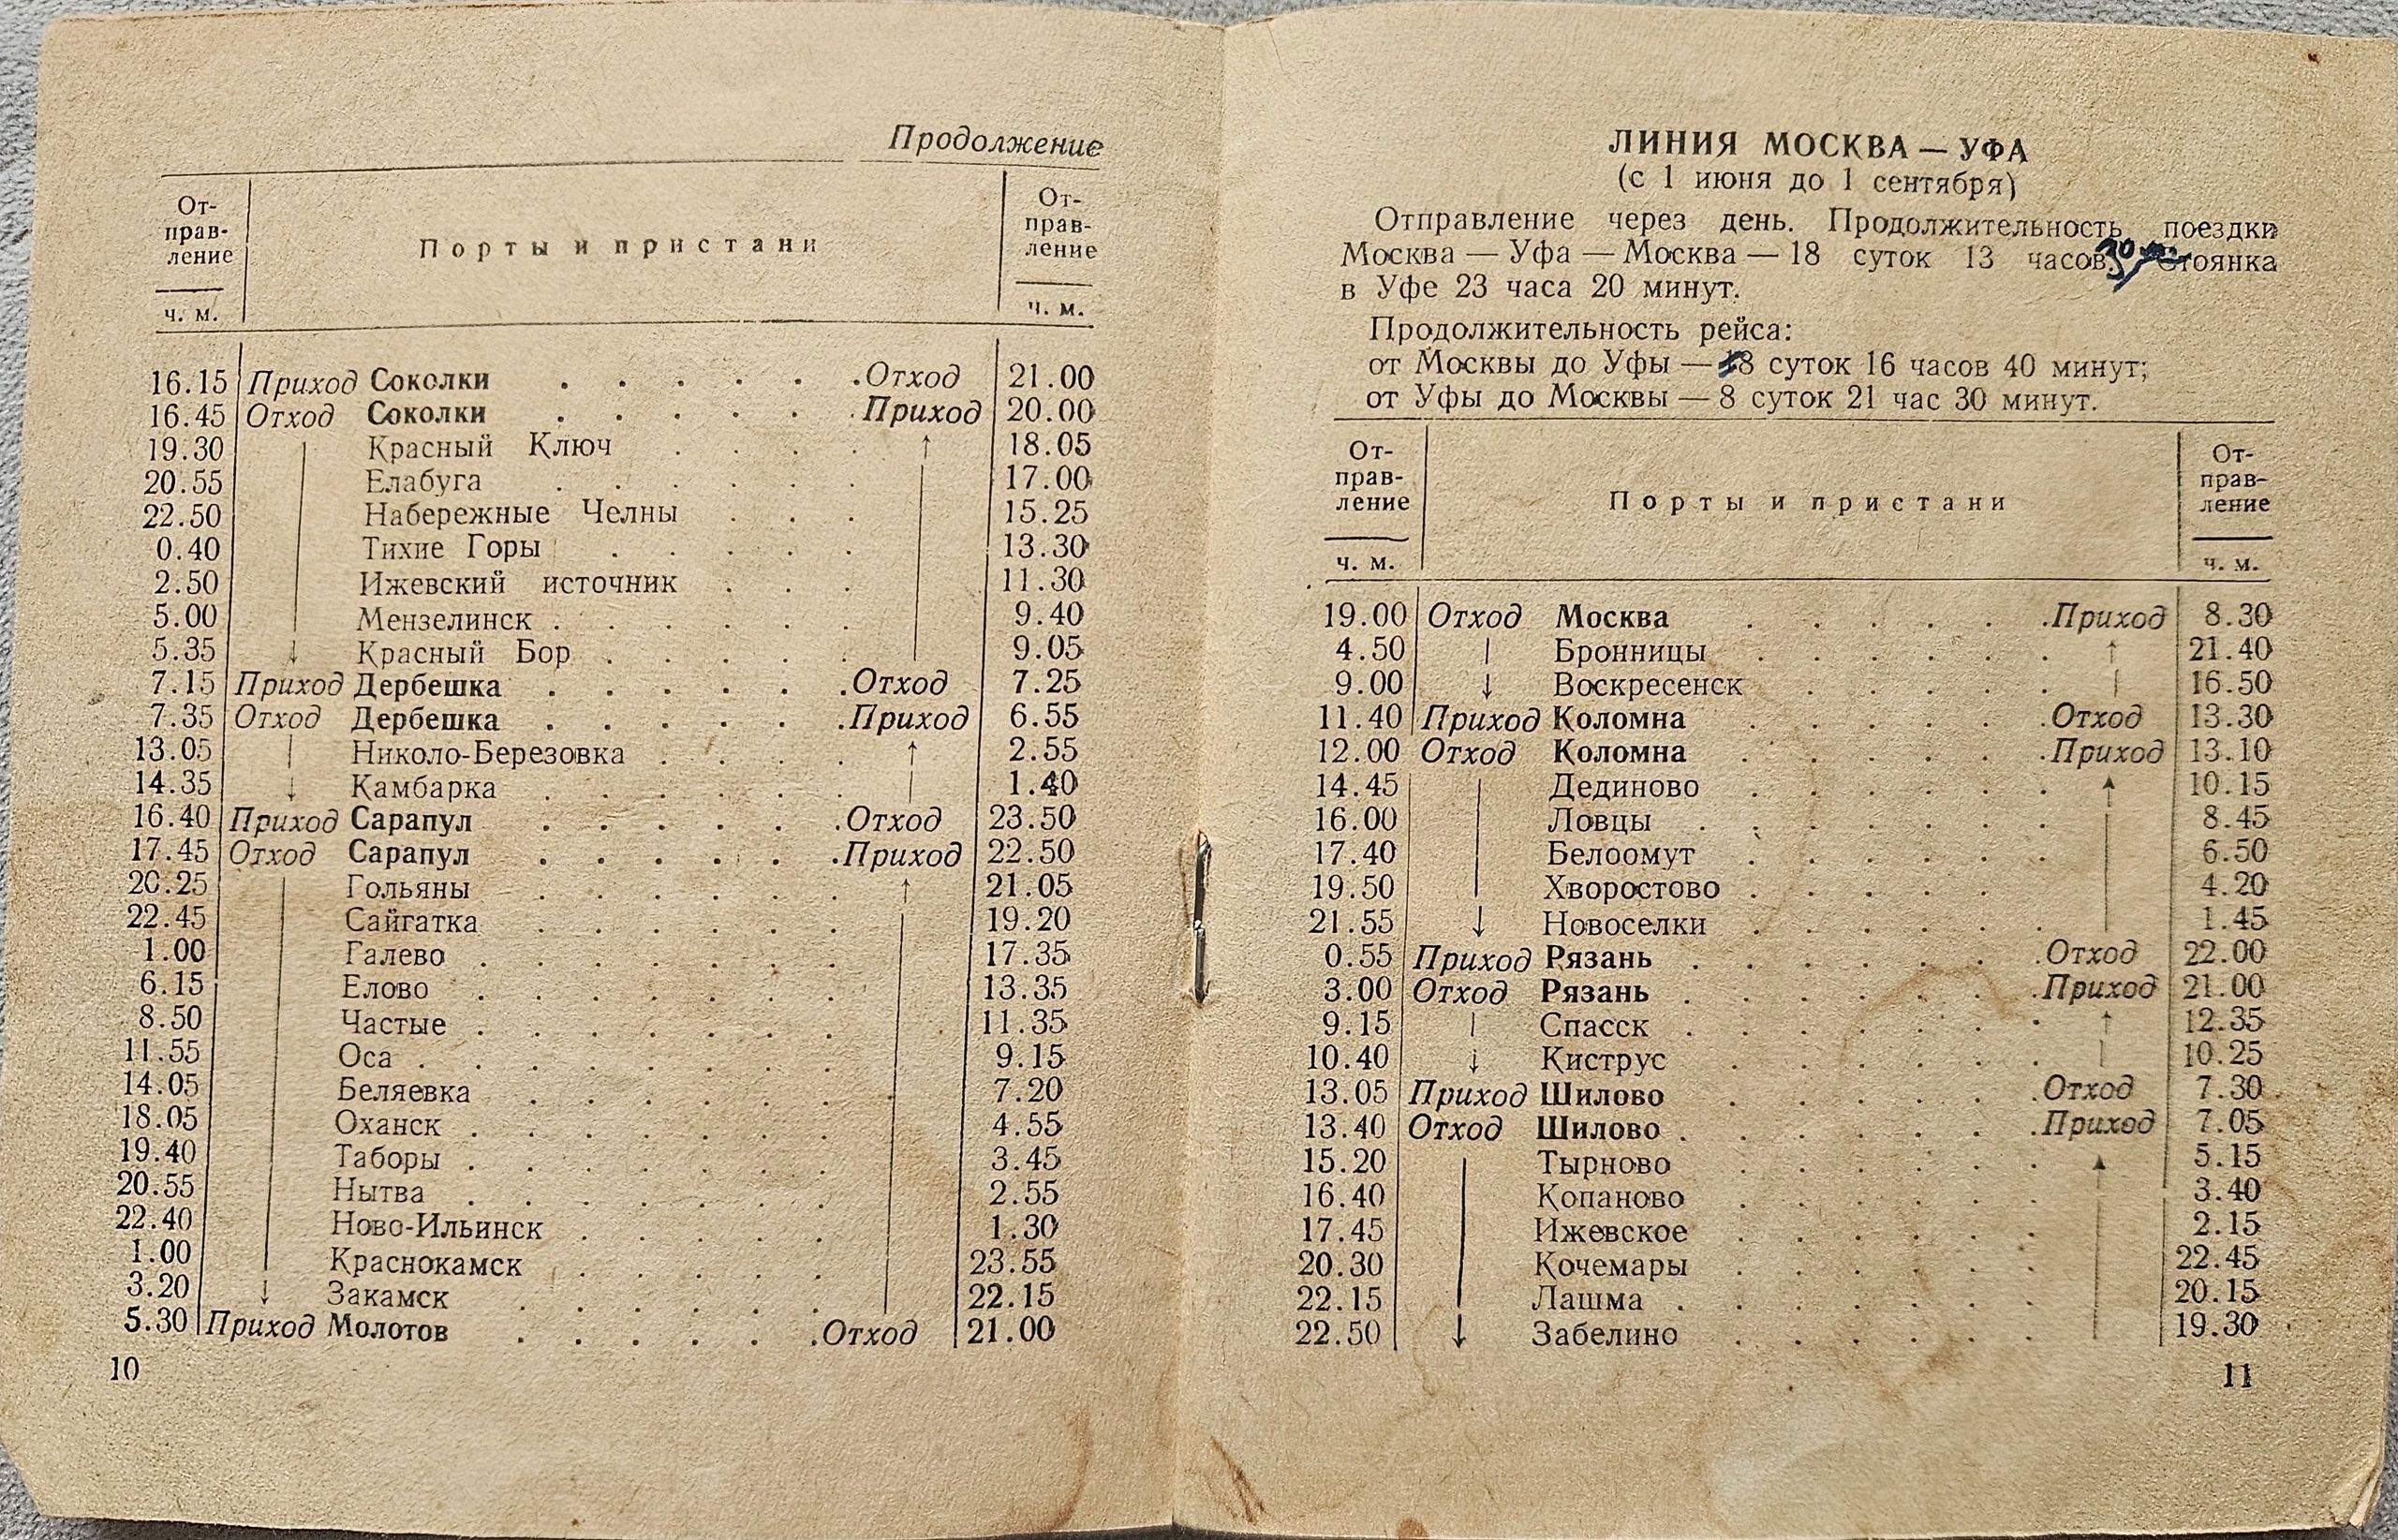 Продолжение
От-
прав-
ление
ч. м.
Порты и пристани
От-
прав-
ление
ч. м.
16.15 Приход Соколки . . . . . . Отход 21.00
16.45 Отход Соколки . . . . . Приход 20.00
19.30 Красный Ключ . . . . 18.05
20.55 Елабуга . . . . . 17.00
22.50 Набережные Челны . . . 15.25
0.40 Тихие Горы . . . . 13.30
2.50 Ижевский источник . . . 11.30
5.00 Мензелинск . . . . . 9.40
5.35 Красный Бор . . . . . 9.05
7.15 Приход Дербешка . . . . . . Отход 7.25
7.35 Отход Дербешка . . . . . . Приход 6.55
13.05 Николо-Березовка . . . . 2.55
14.35 Камбарка . . . . . 1.40
16.40 Приход Сарапул . . . . . . Отход 23.50
17.45 Отход Сарапул . . . . . . Приход 22.50
20.25 Гольяны . . . . . 21.05
22.45 Сайгатка . . . . . 19.20
1.00 Галево . . . . . . 17.35
6.15 Елово . . . . . . 13.35
8.50 Частые . . . . . . 11.35
11.55 Оса . . . . . . . 9.15
14.05 Беляевка . . . . . . 7.20
18.05 Оханск . . . . . . 4.55
19.40 Таборы . . . . . . 3.45
20.55 Нытва . . . . . . 2.55
22.40 Ново-Ильинск . . . . . 1.30
1.00 Краснокамск . . . . . 23.55
3.20 Закамск . . . . . . 22.15
5.30 Приход Молотов . . . . . . Отход 21.00
10
ЛИНИЯ МОСКВА — УФА
(с 1 июня до 1 сентября)
Отправление через день. Продолжительность поездки
Москва — Уфа — Москва — 18 суток 13 часов 30 м. Стоянка
в Уфе 23 часа 20 минут.
Продолжительность рейса:
от Москвы до Уфы — 8 суток 16 часов 40 минут;
от Уфы до Москвы — 8 суток 21 час 30 минут.
От-
прав-
ление
ч. м.
Порты и пристани
От-
прав-
ление
ч. м.
19.00 Отход Москва . . . . . . Приход 8.30
4.50 Бронницы . . . . . 21.40
9.00 Воскресенск . . . . 16.50
11.40 Приход Коломна . . . . . . Отход 13.30
12.00 Отход Коломна . . . . . . Приход 13.10
14.45 Дединово . . . . . 10.15
16.00 Ловцы . . . . . . 8.45
17.40 Белоомут . . . . . 6.50
19.50 Хворостово . . . . . 4.20
21.55 Новоселки . . . . . 1.45
0.55 Приход Рязань . . . . . . Отход 22.00
3.00 Отход Рязань . . . . . . Приход 21.00
9.15 Спасск . . . . . . 12.35
10.40 Киструс . . . . . . 10.25
13.05 Приход Шилово . . . . . . Отход 7.30
13.40 Отход Шилово . . . . . . Приход 7.05
15.20 Тырново . . . . . 5.15
16.40 Копаново . . . . . 3.40
17.45 Ижевское . . . . . 2.15
20.30 Кочемары . . . . . 22.45
22.15 Лашма . . . . . . 20.15
22.50 Забелино . . . . . 19.30
11